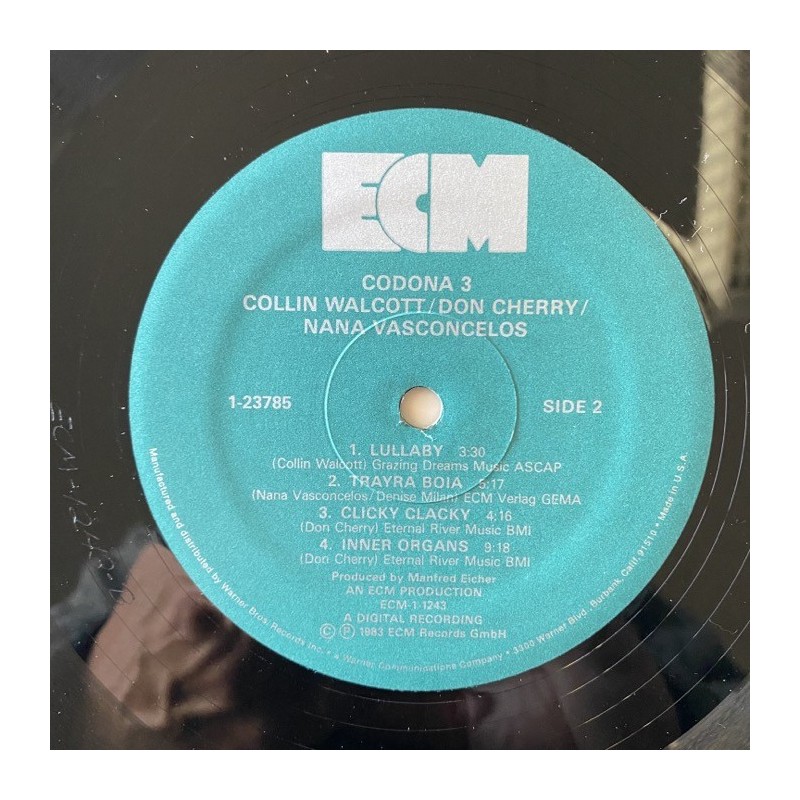 ECM
CODONA 3
COLLIN WALCOTT/DON CHERRY/
NANA VASCONCELOS
1-23785
SIDE 2
1. LULLABY 3:30
(Collin Walcott) Grazing Dreams Music ASCAP
2. TRAYRA BOIA 5:17
(Nana Vasconcelos/Denise Milan) ECM Verlag GEMA
3. CLICKY CLACKY 4:16
(Don Cherry) Eternal River Music BMI
4. INNER ORGANS 9:18
(Don Cherry) Eternal River Music BMI
Produced by Manfred Eicher
AN ECM PRODUCTION
ECM-1-1243
A DIGITAL RECORDING
© ℗ 1983 ECM Records GmbH
Manufactured and distributed by Warner Bros. Records Inc. • a Warner Communications Company • 3300 Warner Blvd., Burbank, Calif. 91510 • Made in U.S.A.